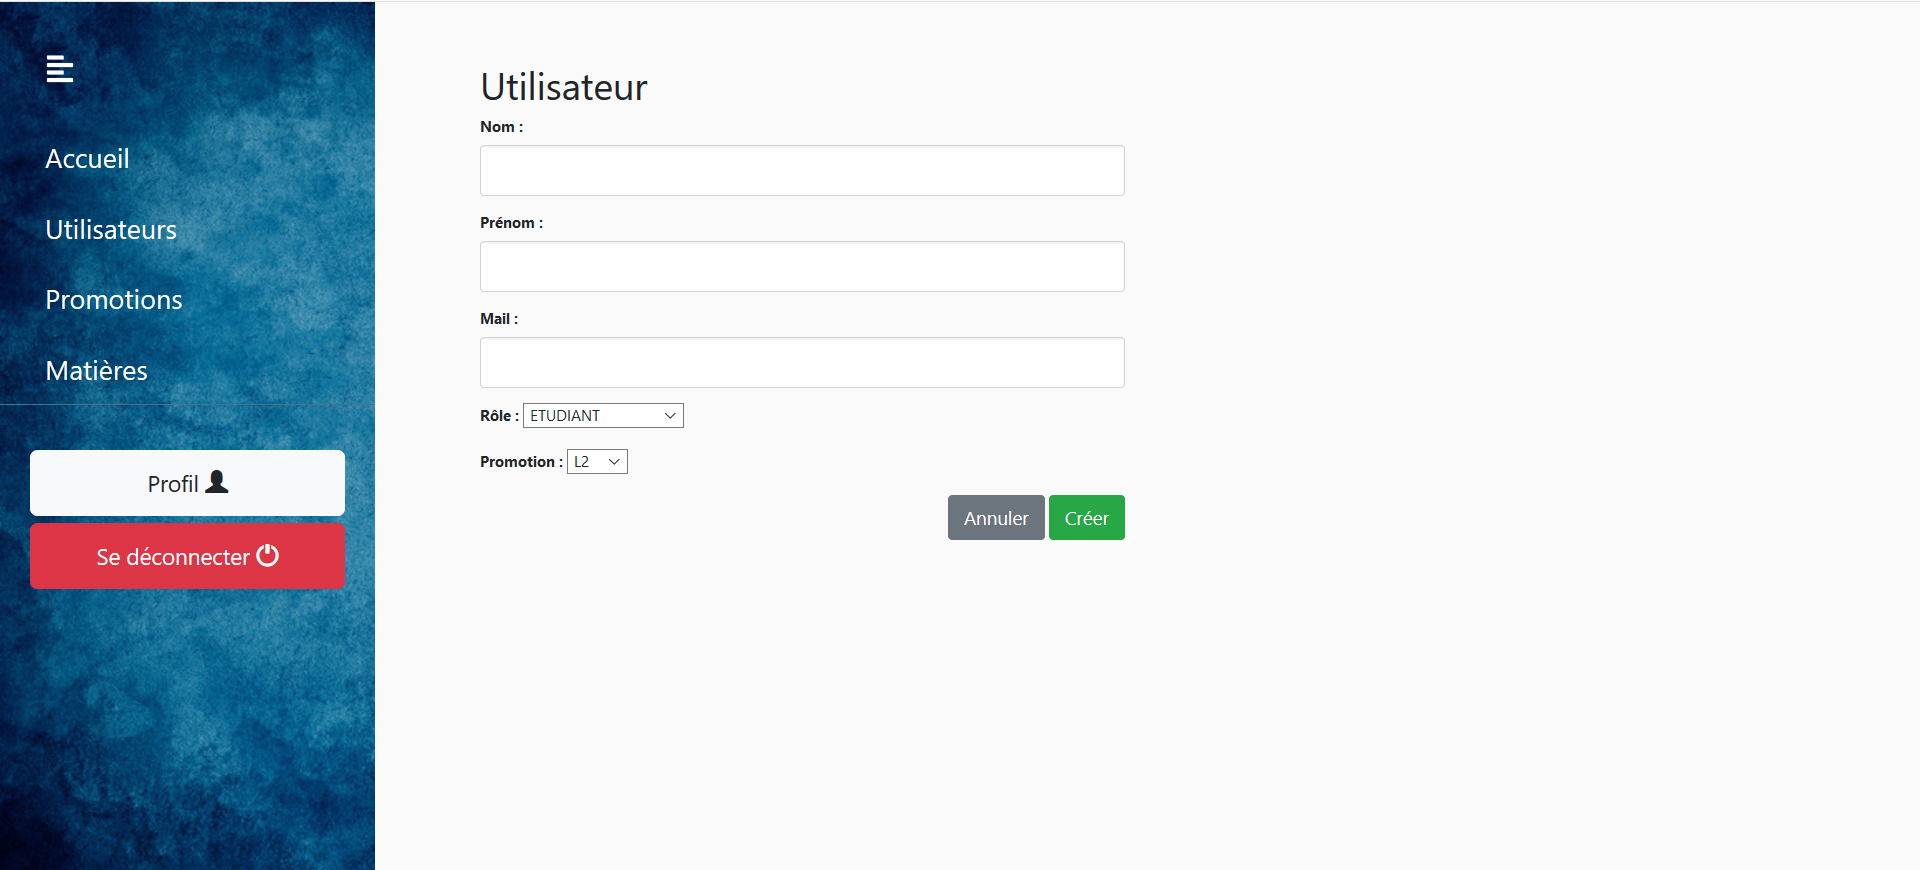 Accueil
Utilisateurs
Promotions
Matières
Profil
Se déconnecter
Utilisateur
Nom :
Prénom :
Mail :
Rôle : ETUDIANT
Promotion : L2
Annuler Créer